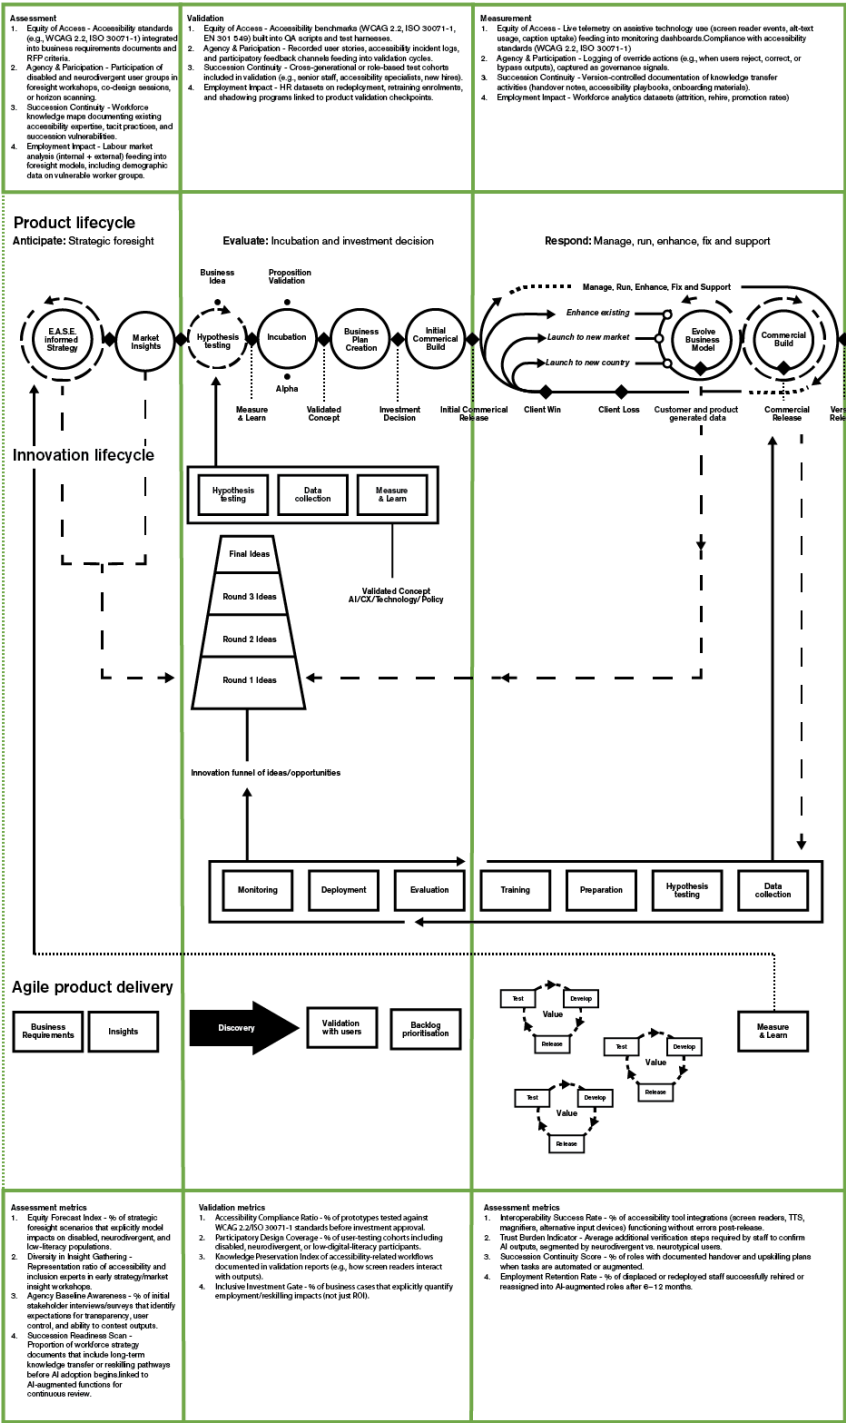 Assessment
1. Equity of Access - Accessibility standards
(e.g., WCAG 2.2, ISO 30071-1) integrated
into business requirements documents and
RFP criteria.
2. Agency & Paricipation - Participation of
disabled and neurodivergent user groups in
foresight workshops, co-design sessions,
or horizon scanning.
3. Succession Continuity - Workforce
knowledge maps documenting existing
accessibility expertise, tacit practices, and
succession vulnerabilities.
4. Employment Impact - Labour market
analysis (internal + external) feeding into
foresight models, including demographic
data on vulnerable worker groups.
Validation
1. Equity of Access - Accessibility benchmarks (WCAG 2.2, ISO 30071-1,
EN 301 549) built into QA scripts and test harnesses.
2. Agency & Paricipation - Recorded user stories, accessibility incident logs,
and participatory feedback channels feeding into validation cycles.
3. Succession Continuity - Cross-generational or role-based test cohorts
included in validation (e.g., senior staff, accessibility specialists, new hires).
4. Employment Impact - HR datasets on redeployment, retraining enrolments,
and shadowing programs linked to product validation checkpoints.
Measurement
1. Equity of Access - Live telemetry on assistive technology use (screen reader events, alt-text
usage, caption uptake) feeding into monitoring dashboards.Compliance with accessibility
standards (WCAG 2.2, ISO 30071-1)
2. Agency & Paricipation - Logging of override actions (e.g., when users reject, correct, or
bypass outputs), captured as governance signals.
3. Succession Continuity - Version-controlled documentation of knowledge transfer
activities (handover notes, accessibility playbooks, onboarding materials).
4. Employment Impact - Workforce analytics datasets (attrition, rehire, promotion rates)
Product lifecycle
Anticipate: Strategic foresight
Evaluate: Incubation and investment decision
Respond: Manage, run, enhance, fix and support
Business
Idea
Proposition
Validation
Manage, Run, Enhance, Fix and Support
E.A.S.E.
informed
Strategy
Market
Insights
Hypothesis
testing
Incubation
Business
Plan
Creation
Initial
Commerical
Build
Enhance existing
Launch to new market
Launch to new country
Evolve
Business
Model
Commercial
Build
Alpha
Measure
& Learn
Validated
Concept
Investment
Decision
Initial Commerical
Release
Client Win
Client Loss
Customer and product
generated data
Commercial
Release
Innovation lifecycle
Hypothesis
testing
Data
collection
Measure
& Learn
Final Ideas
Round 3 Ideas
Round 2 Ideas
Round 1 Ideas
Validated Concept
AI/CX/Technology/Policy
Innovation funnel of ideas/opportunities
Monitoring
Deployment
Evaluation
Training
Preparation
Hypothesis
testing
Data
collection
Agile product delivery
Business
Requirements
Insights
Discovery
Validation
with users
Backlog
prioritisation
Test
Develop
Value
Release
Test
Develop
Value
Release
Test
Develop
Value
Release
Measure
& Learn
Assessment metrics
1. Equity Forecast Index - % of strategic
foresight scenarios that explicitly model
impacts on disabled, neurodivergent, and
low-literacy populations.
2. Diversity in Insight Gathering -
Representation ratio of accessibility and
inclusion experts in early strategy/market
insight workshops.
3. Agency Baseline Awareness - % of initial
stakeholder interviews/surveys that identify
expectations for transparency, user
control, and ability to contest outputs.
4. Succession Readiness Scan -
Proportion of workforce strategy
documents that include long-term
knowledge transfer or reskilling pathways
before AI adoption begins.linked to
AI-augmented functions for
continuous review.
Validation metrics
1. Accessibility Compliance Ratio - % of prototypes tested against
WCAG 2.2/ISO 30071-1 standards before investment approval.
2. Participatory Design Coverage - % of user-testing cohorts including
disabled, neurodivergent, or low-digital-literacy participants.
3. Knowledge Preservation Index of accessibility-related workflows
documented in validation reports (e.g., how screen readers interact
with outputs).
4. Inclusive Investment Gate - % of business cases that explicitly quantify
employment/reskilling impacts (not just ROI).
Assessment metrics
1. Interoperability Success Rate - % of accessibility tool integrations (screen readers, TTS,
magnifiers, alternative input devices) functioning without errors post-release.
2. Trust Burden Indicator - Average additional verification steps required by staff to confirm
AI outputs, segmented by neurodivergent vs. neurotypical users.
3. Succession Continuity Score - % of roles with documented handover and upskilling plans
when tasks are automated or augmented.
4. Employment Retention Rate - % of displaced or redeployed staff successfully rehired or
reassigned into AI-augmented roles after 6–12 months.